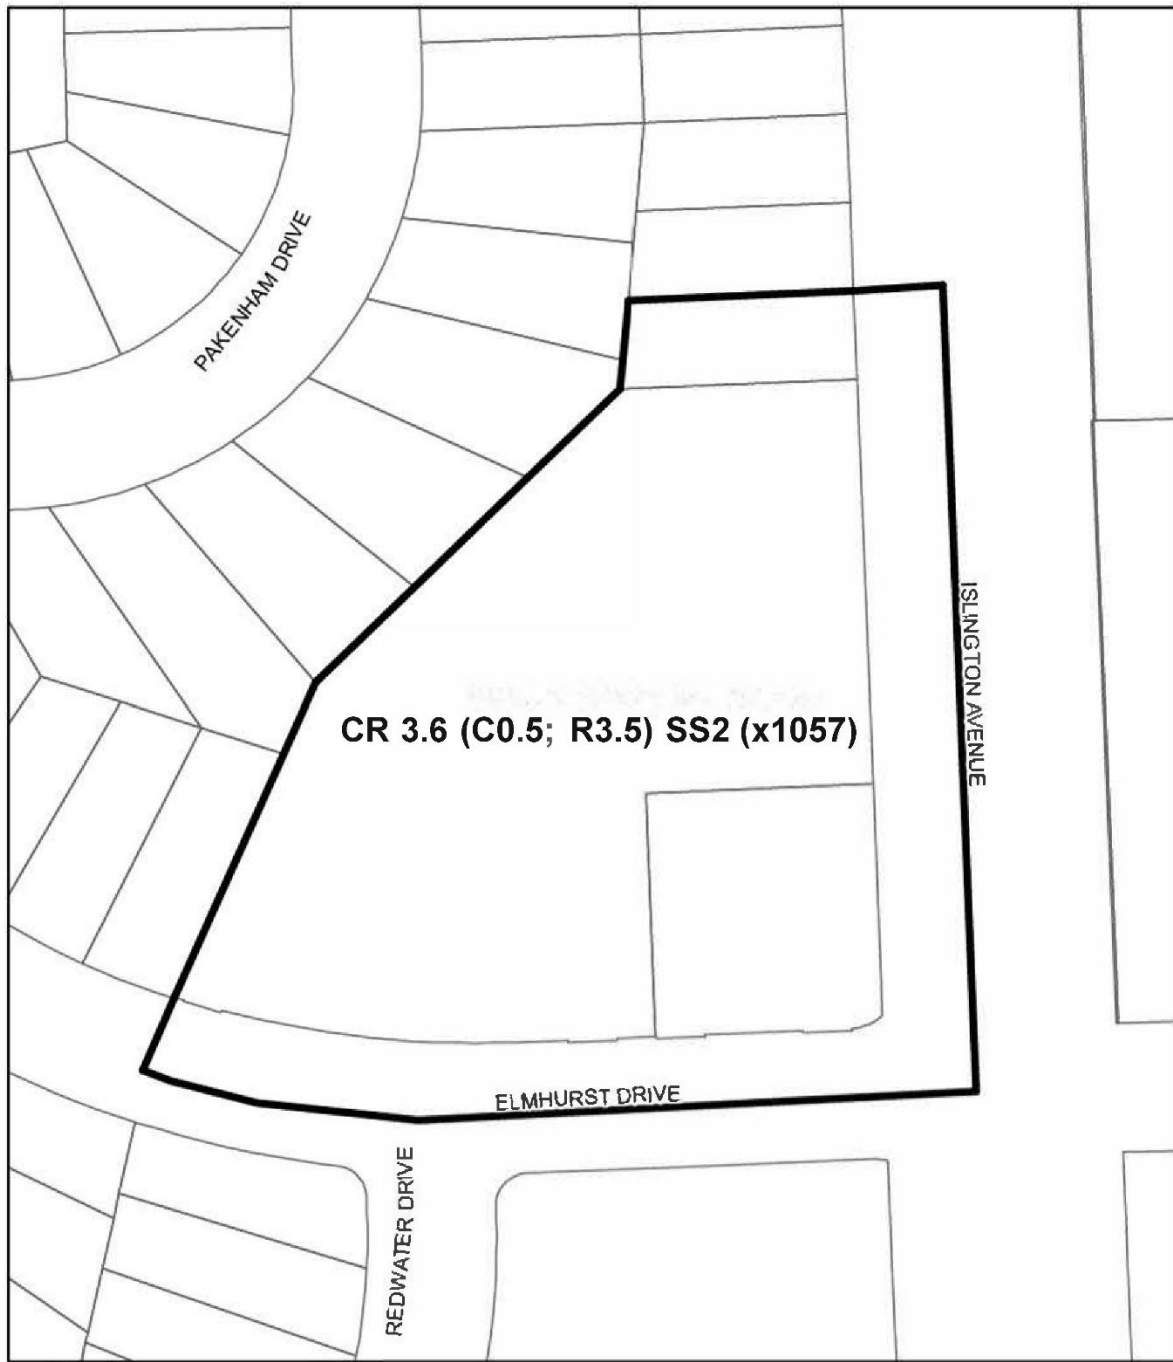 PAKENHAM DRIVE
ISLINGTON AVENUE
CR 3.6 (C0.5; R3.5) SS2 (x1057)
ELMHURST DRIVE
REDWATER DRIVE